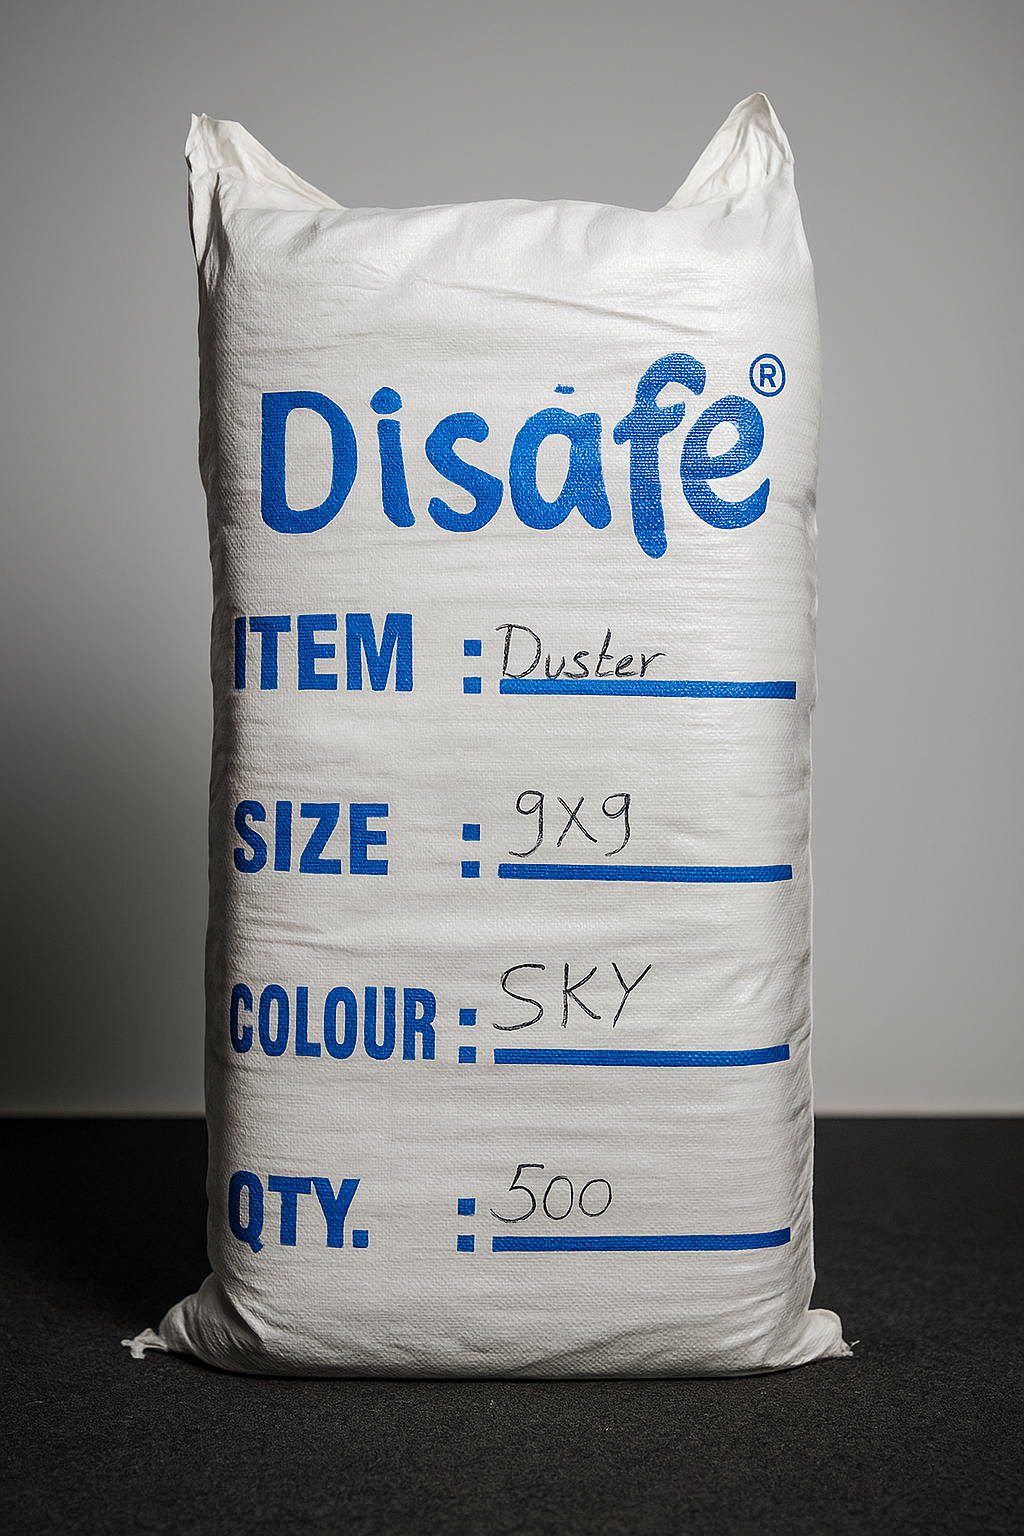 Disafe®
ITEM : Duster
SIZE : 9x9
COLOUR : SKY
QTY. : 500